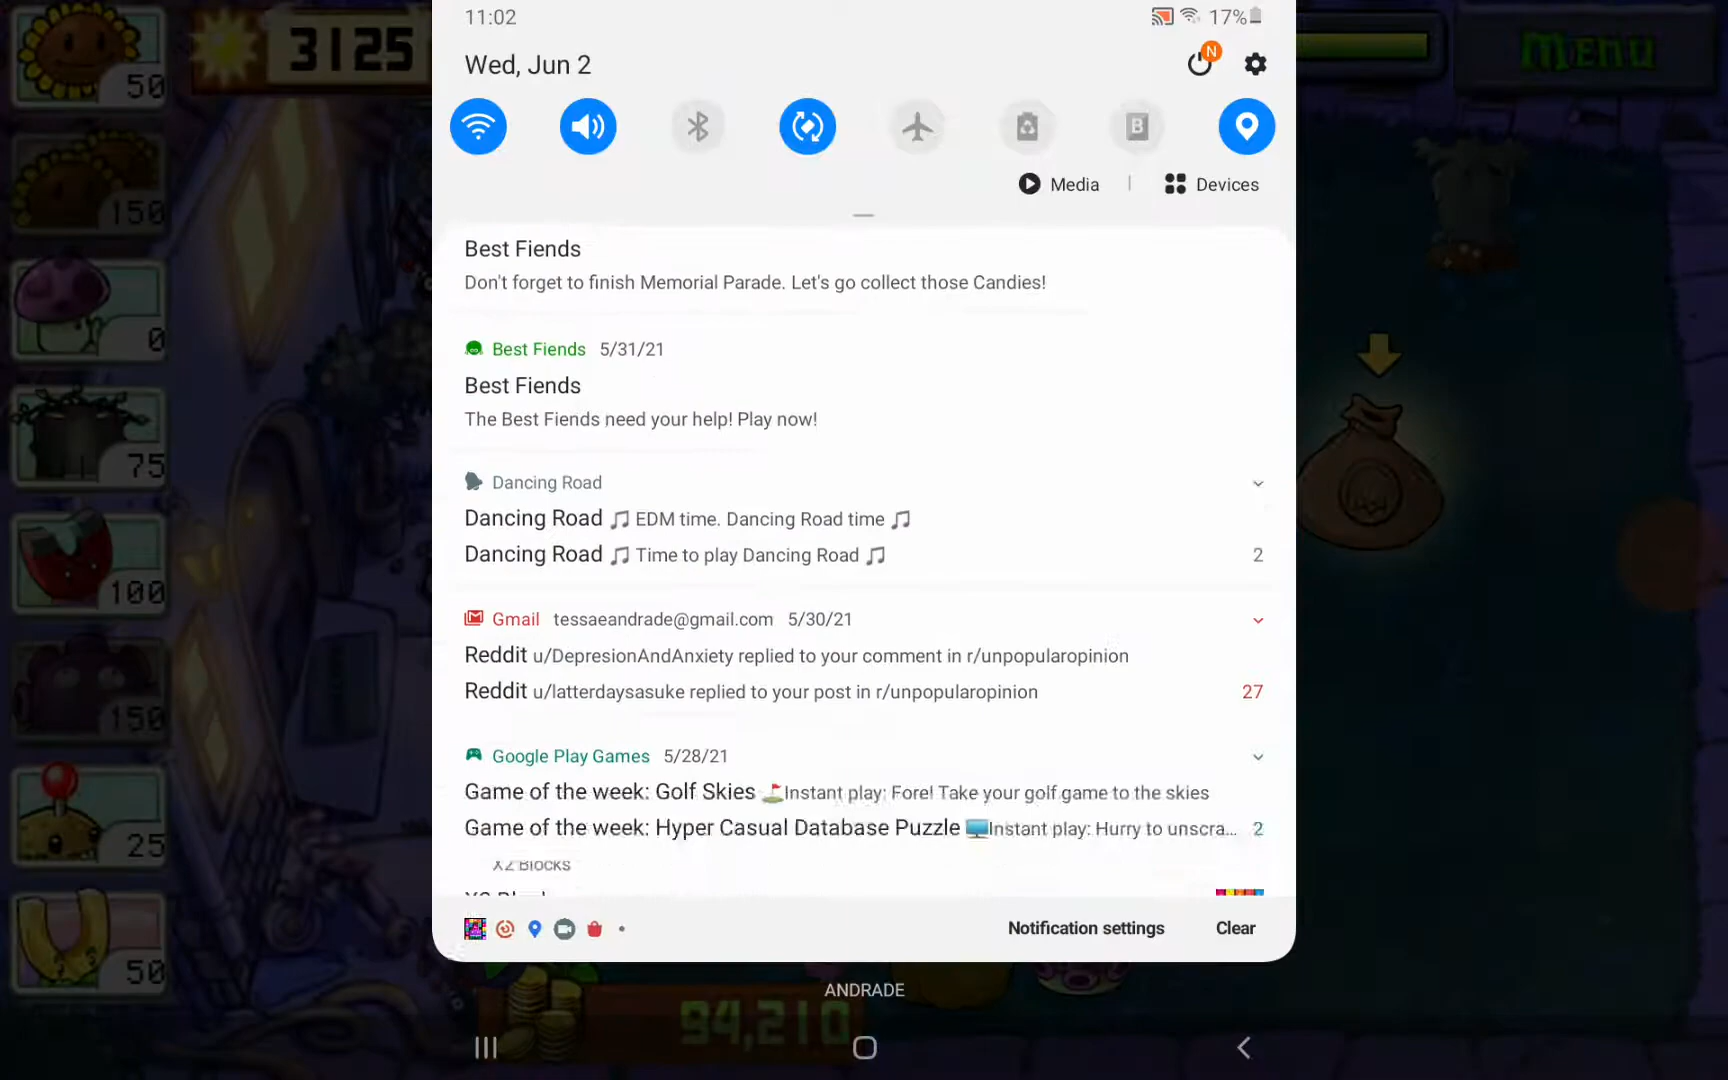 11:02
17%
Wed, Jun 2
N
B
Media | Devices
Best Fiends
Don't forget to finish Memorial Parade. Let's go collect those Candies!
Best Fiends 5/31/21
Best Fiends
The Best Fiends need your help! Play now!
Dancing Road
Dancing Road 🎵 EDM time. Dancing Road time 🎵
Dancing Road 🎵 Time to play Dancing Road 🎵 2
Gmail tessaeandrade@gmail.com 5/30/21
Reddit u/DepresionAndAnxiety replied to your comment in r/unpopularopinion
Reddit u/latterdaysasuke replied to your post in r/unpopularopinion 27
Google Play Games 5/28/21
Game of the week: Golf Skies ⛳Instant play: Fore! Take your golf game to the skies
Game of the week: Hyper Casual Database Puzzle 🖥Instant play: Hurry to unscra... 2
X2 Blocks
Notification settings Clear
ANDRADE
3125
MENU
50
150
0
75
100
150
25
50
94,210